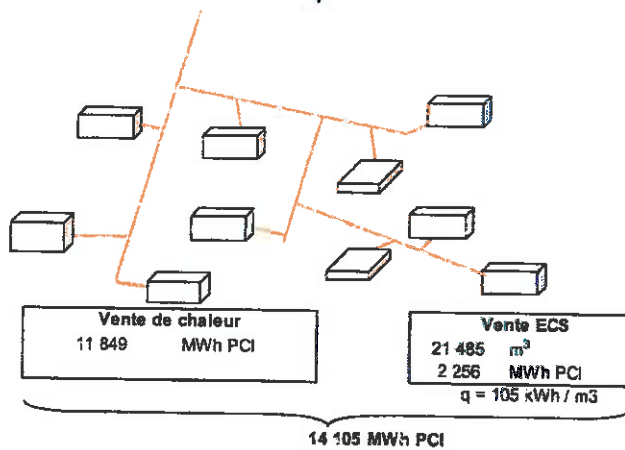 Vente de chaleur
11 849 MWh PCI
Vente ECS
21 485 m³
2 256 MWh PCI
q = 105 kWh / m3
14 105 MWh PCI